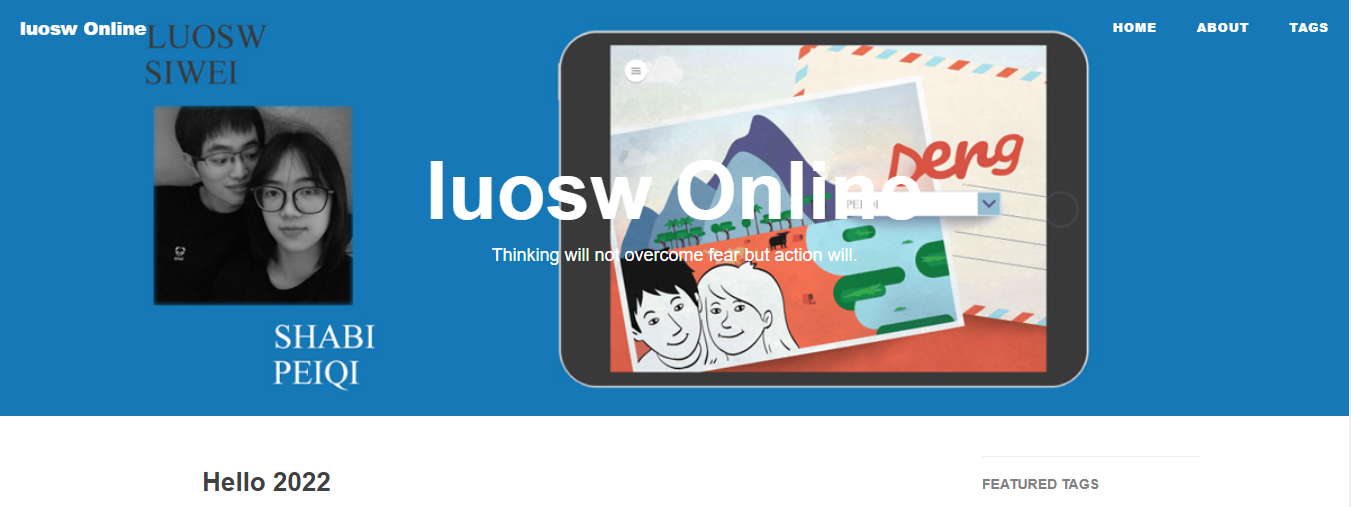 luosw Online
HOME ABOUT TAGS
LUOSW
SIWEI
Deng
luosw Online
PEIQI
Thinking will not overcome fear but action will.
SHABI
PEIQI
Hello 2022
FEATURED TAGS